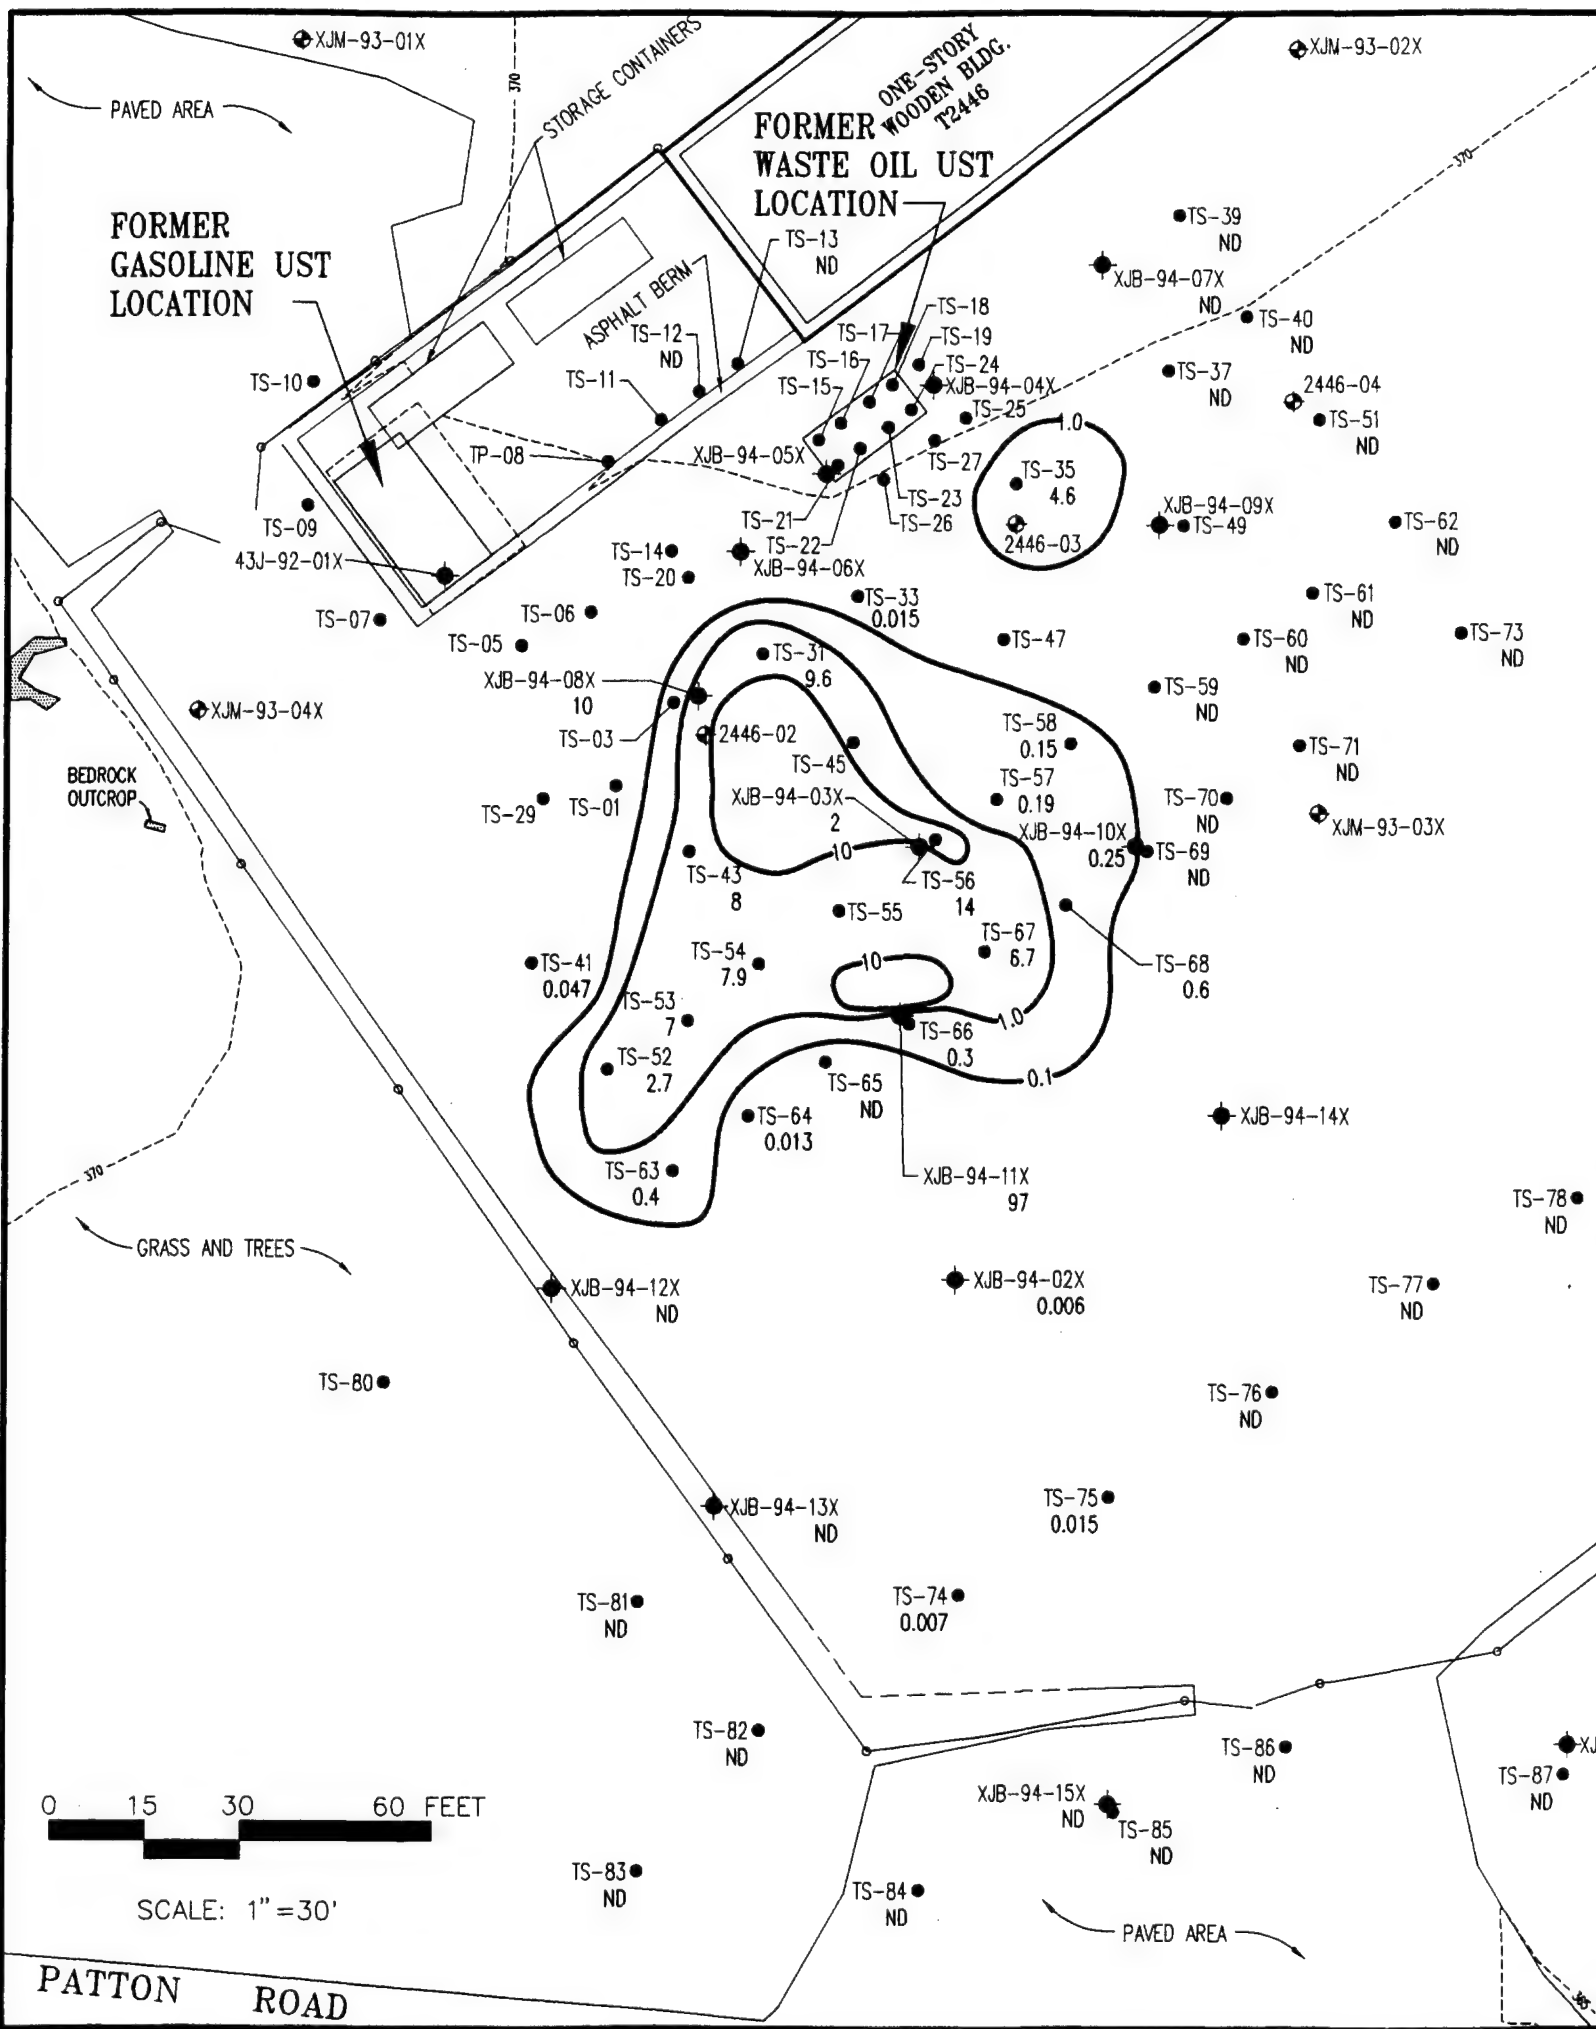 XJM-93-01X
XJM-93-02X
370
STORAGE CONTAINERS
ONE-STORY
WOODEN BLDG.
T2446
PAVED AREA
FORMER
WASTE OIL UST
LOCATION
370
FORMER
GASOLINE UST
LOCATION
TS-13
ND
TS-39
ND
XJB-94-07X
ND
ASPHALT BERM
TS-12
ND
TS-18
TS-17
TS-19
TS-16
TS-24
TS-15
XJB-94-04X
TS-40
ND
TS-10
TS-11
TS-37
ND
2446-04
TS-25
TS-51
ND
1.0
TP-08
XJB-94-05X
TS-27
TS-35
4.6
TS-23
TS-09
TS-21
TS-26
XJB-94-09X
TS-49
TS-62
ND
43J-92-01X
TS-14
TS-22
2446-03
XJB-94-06X
TS-20
TS-33
0.015
TS-61
ND
TS-07
TS-06
TS-05
TS-47
TS-60
ND
TS-73
ND
TS-31
9.6
XJB-94-08X
10
TS-59
ND
XJM-93-04X
TS-03
2446-02
TS-58
0.15
TS-71
ND
TS-45
BEDROCK
OUTCROP
TS-29
TS-01
XJB-94-03X
2
TS-57
0.19
TS-70
ND
XJM-93-03X
XJB-94-10X
0.25
10
TS-69
ND
TS-43
8
TS-56
14
TS-55
TS-67
6.7
TS-54
7.9
TS-41
0.047
10
TS-68
0.6
TS-53
7
1.0
TS-66
0.3
TS-52
2.7
TS-65
ND
0.1
TS-64
0.013
XJB-94-14X
370
TS-63
0.4
XJB-94-11X
97
TS-78
ND
GRASS AND TREES
XJB-94-12X
ND
XJB-94-02X
0.006
TS-77
ND
TS-80
TS-76
ND
XJB-94-13X
ND
TS-75
0.015
TS-81
ND
TS-74
0.007
TS-82
ND
TS-86
ND
XJ
TS-87
ND
XJB-94-15X
ND
TS-85
ND
0 15 30 60 FEET
TS-83
ND
TS-84
ND
SCALE: 1"=30'
PAVED AREA
PATTON ROAD
365